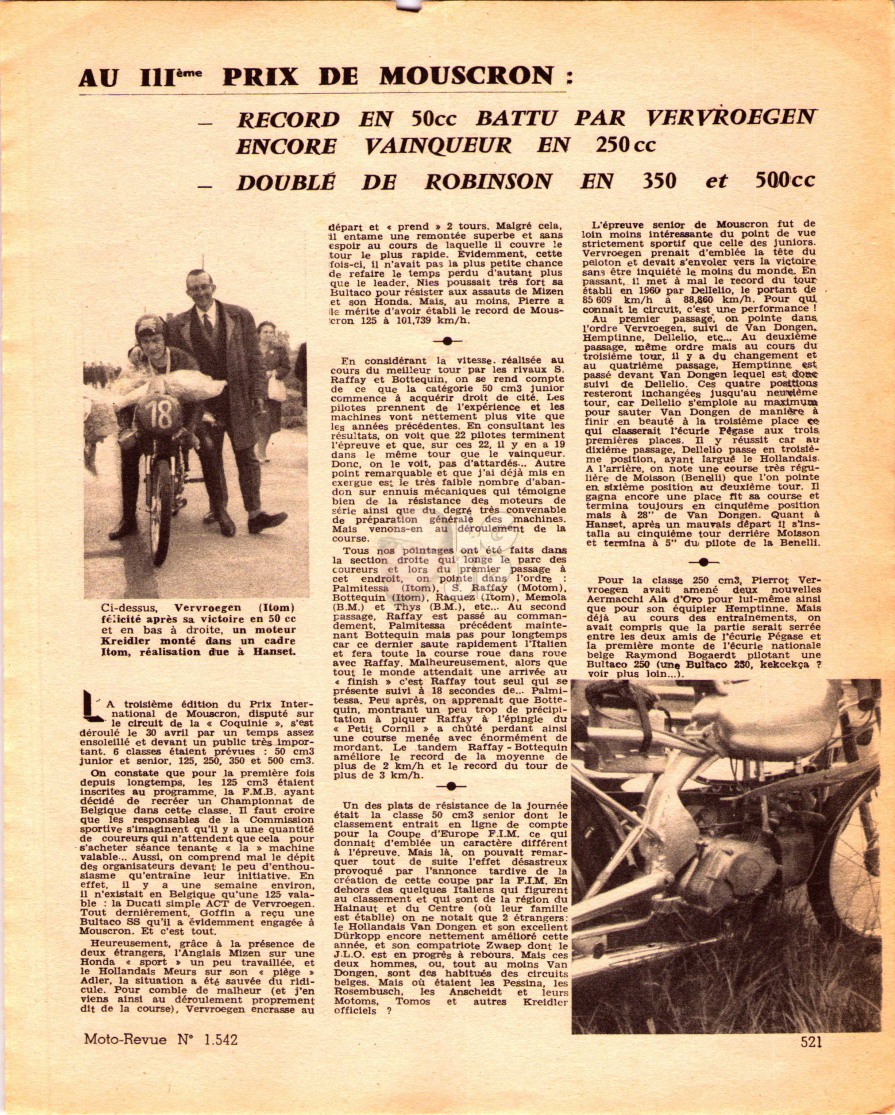 AU IIIème PRIX DE MOUSCRON :
– RECORD EN 50cc BATTU PAR VERVROEGEN
ENCORE VAINQUEUR EN 250cc
– DOUBLÉ DE ROBINSON EN 350 et 500cc
18
Ci-dessus, Vervroegen (Itom)
félicité après sa victoire en 50 cc
et en bas à droite, un moteur
Kreidler monté dans un cadre
Itom, réalisation due à Hanset.
LA troisième édition du Prix Inter-
national de Mouscron, disputé sur
le circuit de la « Coquinie », s'est
déroulé le 30 avril par un temps assez
ensoleillé et devant un public très impor-
tant. 6 classes étaient prévues : 50 cm3
junior et senior, 125, 250, 350 et 500 cm3.
On constate que pour la première fois
depuis longtemps, les 125 cm3 étaient
inscrites au programme, la F.M.B. ayant
décidé de recréer un Championnat de
Belgique dans cette classe. Il faut croire
que les responsables de la Commission
sportive s'imaginent qu'il y a une quantité
de coureurs qui n'attendent que cela pour
s'acheter séance tenante « la » machine
valable... Aussi, on comprend mal le dépit
des organisateurs devant le peu d'enthou-
siasme qu'entraîne leur initiative. En
effet, il y a une semaine environ,
il n'existait en Belgique qu'une 125 vala-
ble : la Ducati simple ACT de Vervroegen.
Tout dernièrement, Goffin a reçu une
Bultaco SS qu'il a évidemment engagée à
Mouscron. Et c'est tout.
Heureusement, grâce à la présence de
deux étrangers, l'Anglais Mizen sur une
Honda « sport » un peu travaillée, et
le Hollandais Meurs sur son « piège »
Adler, la situation a été sauvée du ridi-
cule. Pour comble de malheur (et j'en
viens ainsi au déroulement proprement
dit de la course), Vervroegen encrasse au
départ et « prend » 2 tours. Malgré cela,
il entame une remontée superbe et sans
espoir au cours de laquelle il couvre le
tour le plus rapide. Évidemment, cette
fois-ci, il n'avait pas la plus petite chance
de refaire le temps perdu d'autant plus
que le leader, Nies poussait très fort sa
Bultaco pour résister aux assauts de Mizen
et son Honda. Mais, au moins, Pierre a
le mérite d'avoir établi le record de Mous-
cron 125 à 101,739 km/h.
En considérant la vitesse réalisée au
cours du meilleur tour par les rivaux S.
Raffay et Bottequin, on se rend compte
de ce que la catégorie 50 cm3 junior
commence à acquérir droit de cité. Les
pilotes prennent de l'expérience et les
machines vont nettement plus vite que
les années précédentes. En consultant les
résultats, on voit que 22 pilotes terminent
l'épreuve et que, sur ces 22, il y en a 19
dans le même tour que le vainqueur.
Donc, on le voit, pas d'attardés... Autre
point remarquable et que j'ai déjà mis en
exergue est le très faible nombre d'aban-
don sur ennuis mécaniques qui témoigne
bien de la résistance des moteurs de
série ainsi que du degré très convenable
de préparation générale des machines.
Mais venons-en au déroulement de la
course.
Tous nos pointages ont été faits dans
la section droite qui longe le parc des
coureurs et lors du premier passage à
cet endroit, on pointe dans l'ordre :
Palmitessa (Itom), S. Raffay (Motom),
Bottequin (Itom), Raquez (Itom), Memola
(B.M.) et Thys (B.M.), etc... Au second
passage, Raffay est passé au comman-
dement, Palmitessa précédent mainte-
nant Bottequin mais pas pour longtemps
car ce dernier saute rapidement l'Italien
et fera toute la course roue dans roue
avec Raffay. Malheureusement, alors que
tout le monde attendait une arrivée au
« finish » c'est Raffay tout seul qui se
présente suivi à 18 secondes de... Palmi-
tessa. Peu après, on apprenait que Botte-
quin, montrant un peu trop de précipi-
tation à piquer Raffay à l'épingle du
« Petit Cornil » a chûté perdant ainsi
une course menée avec énormément de
mordant. Le tandem Raffay - Bottequin
améliore le record de la moyenne de
plus de 2 km/h et le record du tour de
plus de 3 km/h.
Un des plats de résistance de la journée
était la classe 50 cm3 senior dont le
classement entrait en ligne de compte
pour la Coupe d'Europe F.I.M. ce qui
donnait d'emblée un caractère différent
à l'épreuve. Mais là, on pouvait remar-
quer tout de suite l'effet désastreux
provoqué par l'annonce tardive de la
création de cette coupe par la F.I.M. En
dehors des quelques Italiens qui figurent
au classement et qui sont de la région du
Hainaut et du Centre (où leur famille
est établie) on ne notait que 2 étrangers:
le Hollandais Van Dongen et son excellent
Dürkopp encore nettement amélioré cette
année, et son compatriote Zwaep dont le
J.L.O. est en progrès à rebours. Mais ces
deux hommes, ou, tout au moins Van
Dongen, sont des habitués des circuits
belges. Mais où étaient les Pessina, les
Rosembusch, les Anscheidt et leurs
Motoms, Tomos et autres Kreidler
officiels ?
L'épreuve senior de Mouscron fut de
loin moins intéressante du point de vue
strictement sportif que celle des juniors.
Vervroegen prenait d'emblée la tête du
peloton et devait s'envoler vers la victoire
sans être inquiété le moins du monde. En
passant, il met à mal le record du tour
établi en 1960 par Dellelio, le portant de
85 609 km/h à 88,860 km/h. Pour qui
connaît le circuit, c'est une performance !
Au premier passage, on pointe dans
l'ordre Vervroegen, suivi de Van Dongen,
Hemptinne, Dellelio, etc... Au deuxième
passage, même ordre mais au cours du
troisième tour, il y a du changement et
au quatrième passage, Hemptinne est
passé devant Van Dongen lequel est donc
suivi de Dellelio. Ces quatre positions
resteront inchangées jusqu'au neuvième
tour, car Dellelio s'emploie au maximum
pour sauter Van Dongen de manière à
finir en beauté à la troisième place ce
qui classerait l'écurie Pégase aux trois
premières places. Il y réussit car au
dixième passage, Dellelio passe en troisiè-
me position, ayant largué le Hollandais.
A l'arrière, on note une course très régu-
lière de Moisson (Benelli) que l'on pointe
en sixième position au deuxième tour. Il
gagna encore une place fit sa course et
termina toujours en cinquième position
mais à 28" de Van Dongen. Quant à
Hanset, après un mauvais départ il s'ins-
talla au cinquième tour derrière Moisson
et termina à 5" du pilote de la Benelli.
Pour la classe 250 cm3, Pierrot Ver-
vroegen avait amené deux nouvelles
Aermacchi Ala d'Oro pour lui-même ainsi
que pour son équipier Hemptinne. Mais
déjà au cours des entraînements, on
avait compris que la partie serait serrée
entre les deux amis de l'écurie Pégase et
la première monte de l'écurie nationale
belge Raymond Bogaerdt pilotant une
Bultaco 250 (une Bultaco 250, kekcekça ?
voir plus loin...).
Moto-Revue N° 1.542
521